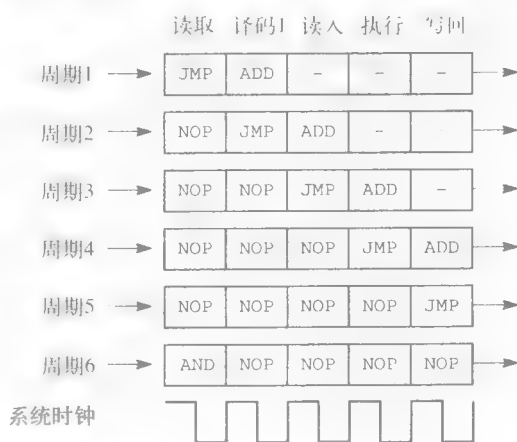 读取 译码 读入 执行 写回
周期1 JMP ADD - - -
周期2 NOP JMP ADD - -
周期3 NOP NOP JMP ADD -
周期4 NOP NOP NOP JMP ADD
周期5 NOP NOP NOP NOP JMP
周期6 AND NOP NOP NOP NOP
系统时钟